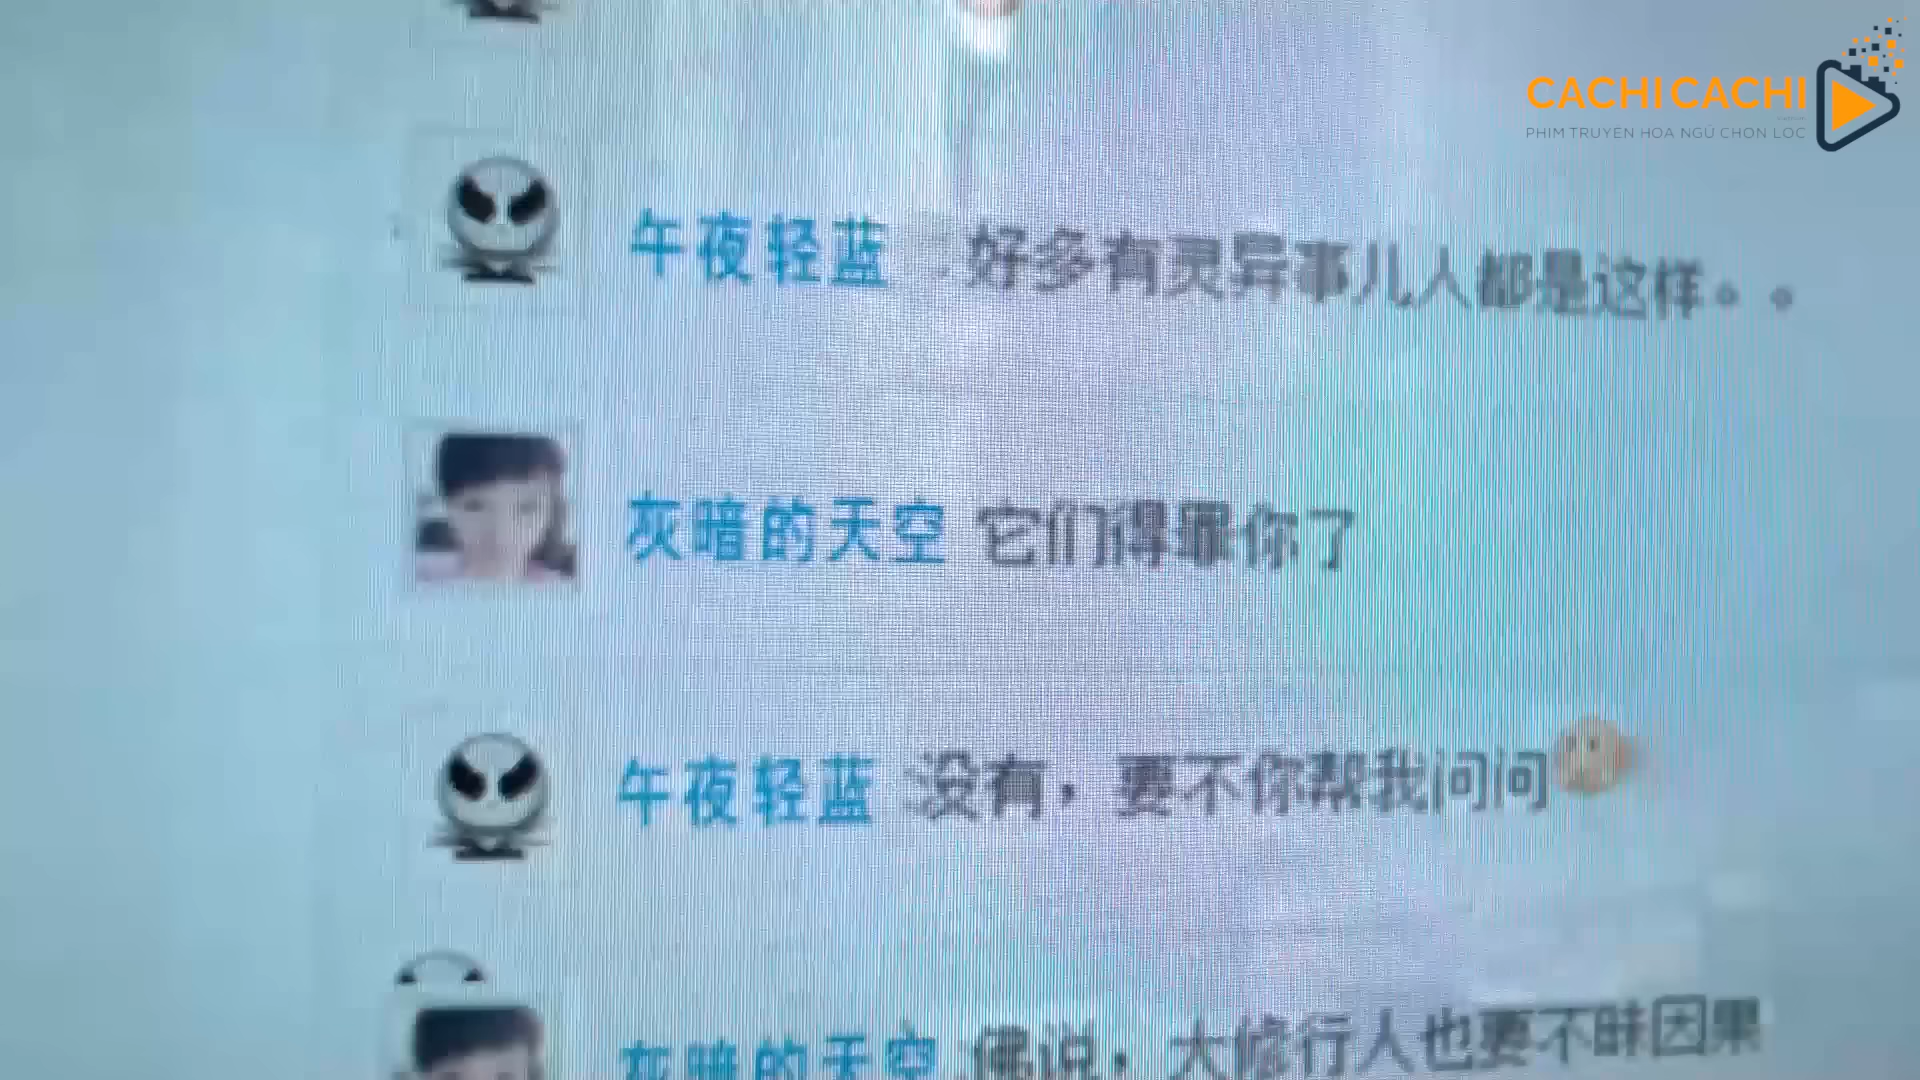 CACHICACHI
PHIM TRUYỆN HOA NGỮ CHỌN LỌC
午夜轻蓝 好多有灵异事儿人都是这样。。
灰暗的天空 它们得罪你了
午夜轻蓝 没有，要不你帮我问问
灰暗的天空 佛说，大修行人也要不昧因果